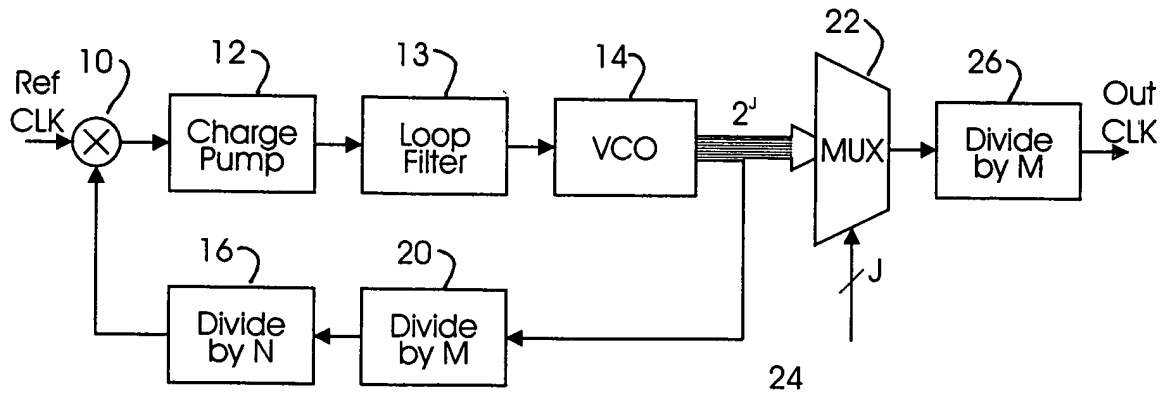 10
12
13
14
22
26
Ref
CLK
Charge
Pump
Loop
Filter
VCO
2^J
MUX
Divide
by M
Out
CLK
16
20
J
Divide
by N
Divide
by M
24